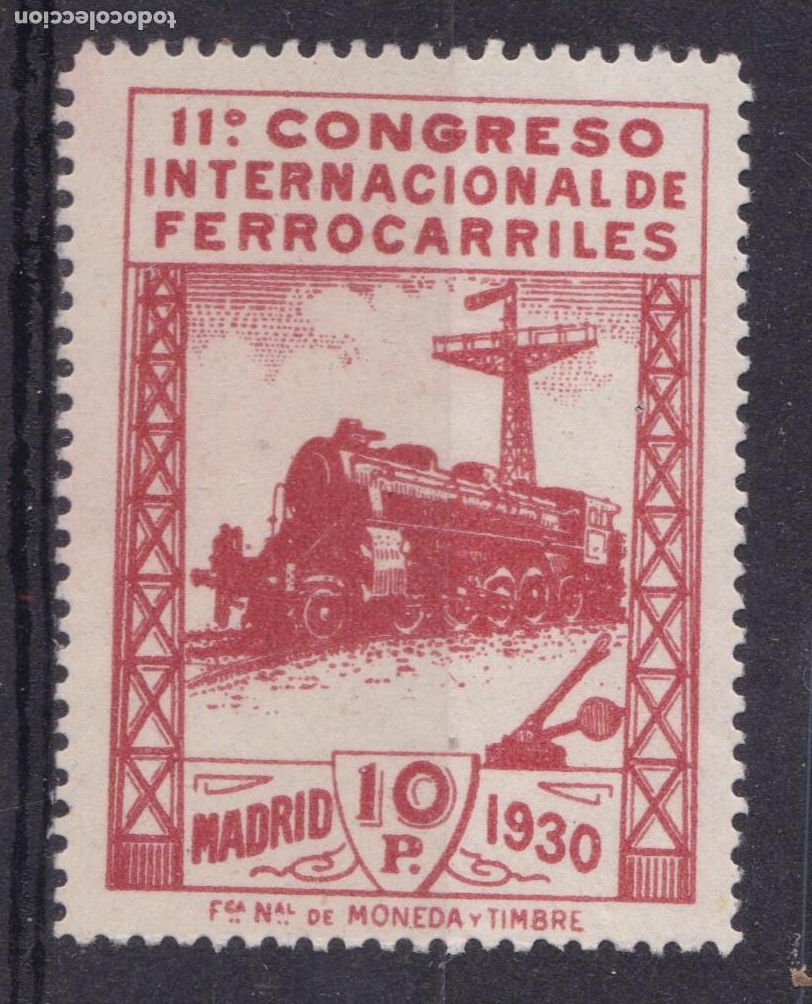 todocoleccion
11º CONGRESO
INTERNACIONAL DE
FERROCARRILES
MADRID 10 P. 1930
Fca Nal DE MONEDA Y TIMBRE